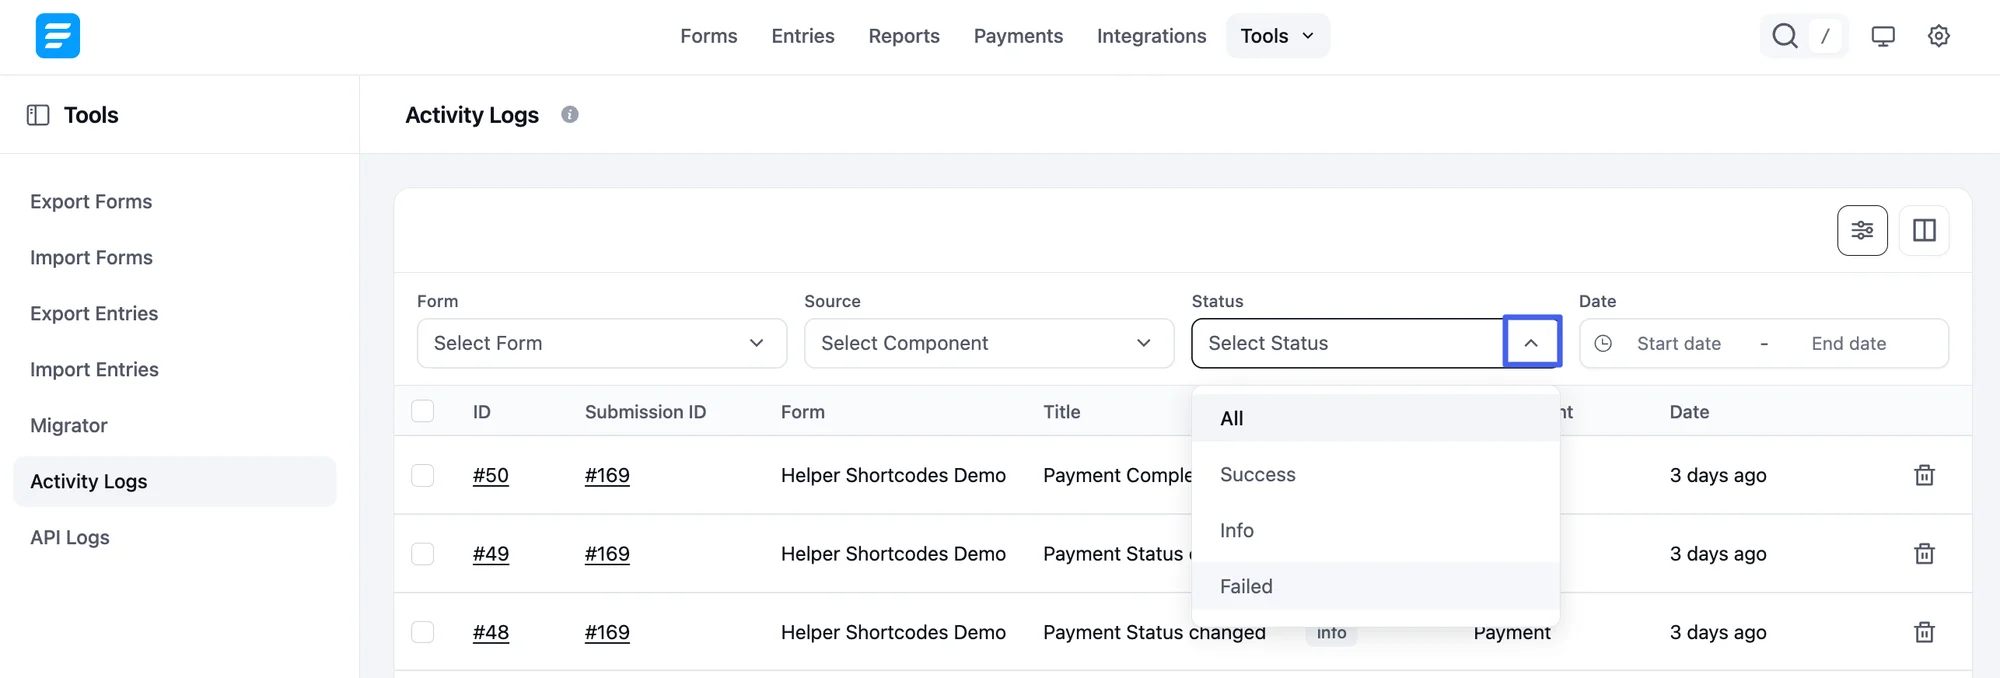 Forms Entries Reports Payments Integrations Tools /
Tools
Activity Logs
Export Forms
Import Forms
Export Entries
Import Entries
Migrator
Activity Logs
API Logs
Form Source Status Date
Select Form Select Component Select Status Start date - End date
ID Submission ID Form Title Date
All
Success
Info
Failed
#50 #169 Helper Shortcodes Demo Payment 3 days ago
#49 #169 Helper Shortcodes Demo Payment Status 3 days ago
#48 #169 Helper Shortcodes Demo Payment Status changed info Payment 3 days ago